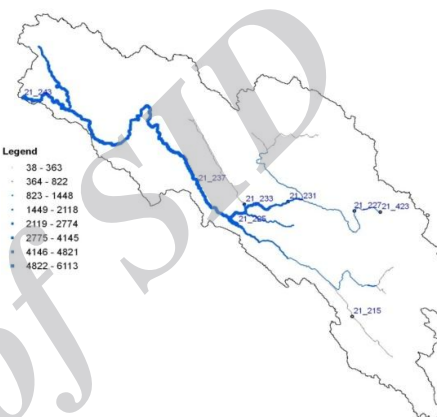 21_243
Legend
38 - 363
364 - 822
823 - 1448
1449 - 2118
2119 - 2774
2775 - 4145
4146 - 4821
4822 - 6113
21_237
21_233
21_231
21_227
21_423
21_225
21_215
of SID